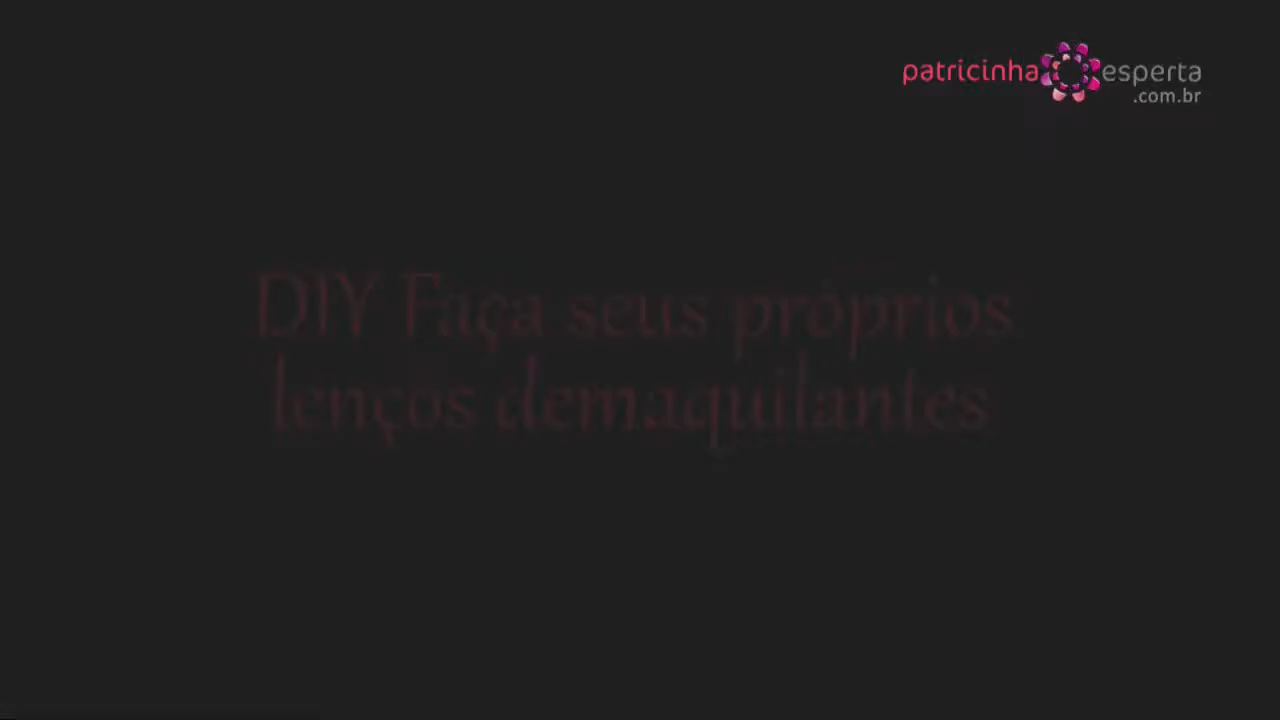 patricinha esperta
.com.br
DIY Faça seus próprios
lenços demaquilantes